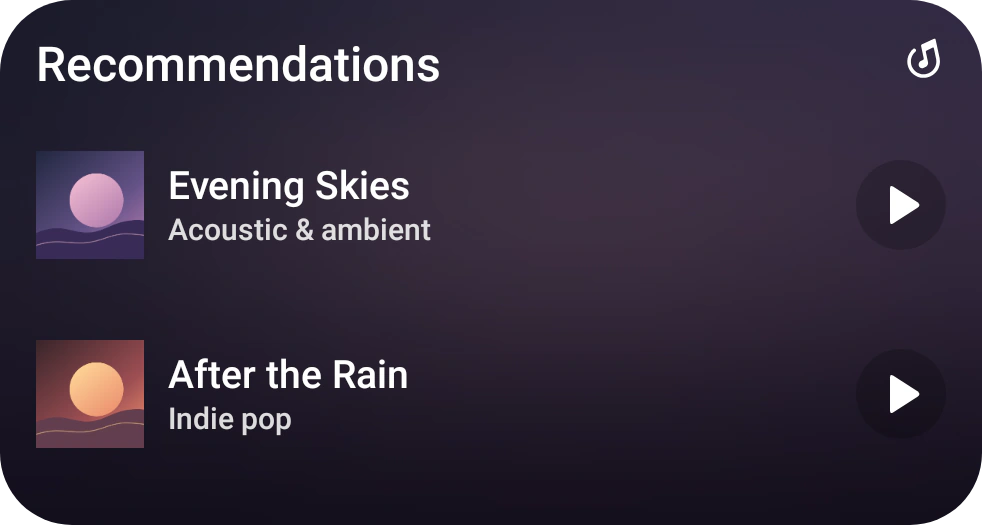 Recommendations
Evening Skies
Acoustic & ambient
After the Rain
Indie pop